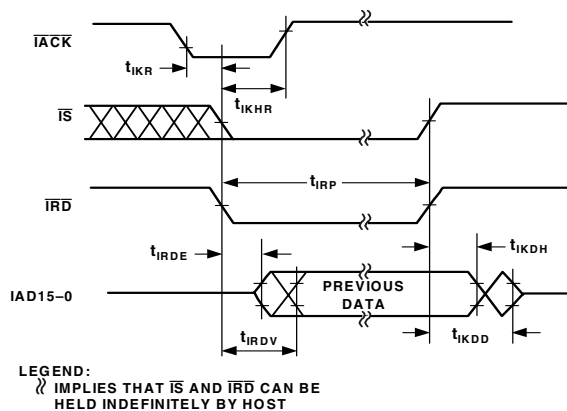 IACK
tIKR
tIKHR
IS
tIRP
IRD
tIRDE
tIKDH
IAD15–0
PREVIOUS
DATA
tIRDV
tIKDD
LEGEND:
IMPLIES THAT IS AND IRD CAN BE
HELD INDEFINITELY BY HOST